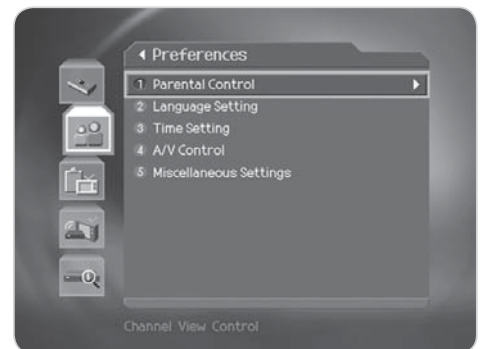 Preferences
1 Parental Control
2 Language Setting
3 Time Setting
4 A/V Control
5 Miscellaneous Settings
Channel View Control